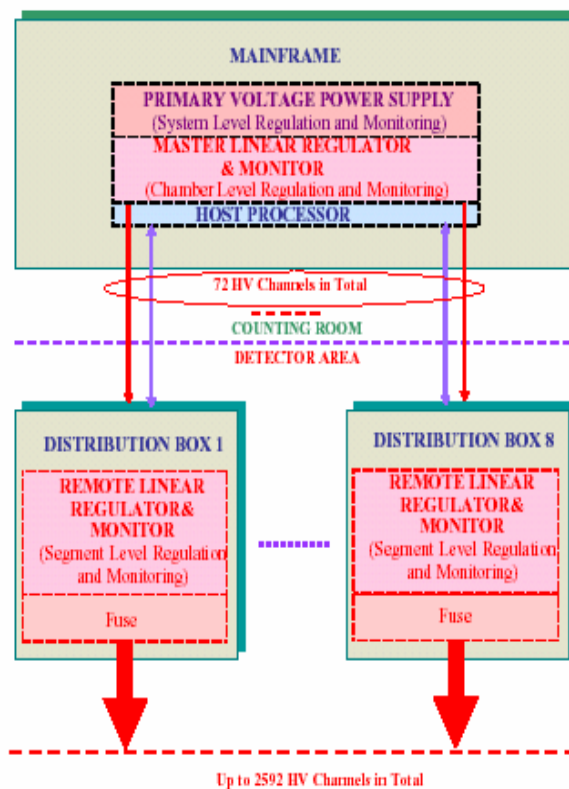 MAINFRAME
PRIMARY VOLTAGE POWER SUPPLY
(System Level Regulation and Monitoring)
MASTER LINEAR REGULATOR
& MONITOR
(Chamber Level Regulation and Monitoring)
HOST PROCESSOR
72 HV Channels in Total
COUNTING ROOM
DETECTOR AREA
DISTRIBUTION BOX 1
REMOTE LINEAR
REGULATOR&
MONITOR
(Segment Level Regulation
and Monitoring)
Fuse
DISTRIBUTION BOX 8
REMOTE LINEAR
REGULATOR&
MONITOR
(Segment Level Regulation
and Monitoring)
Fuse
Up to 2592 HV Channels in Total